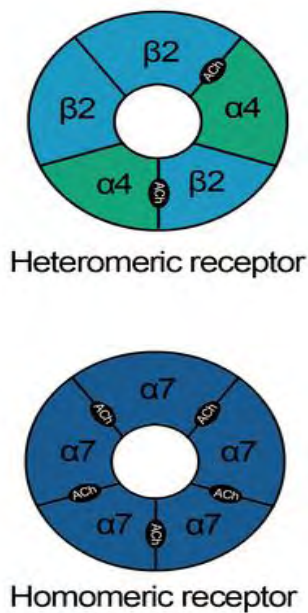 β2
ACh
β2
α4
α4
ACh
β2
Heteromeric receptor
α7
ACh
ACh
α7
α7
ACh
ACh
α7
ACh
α7
Homomeric receptor